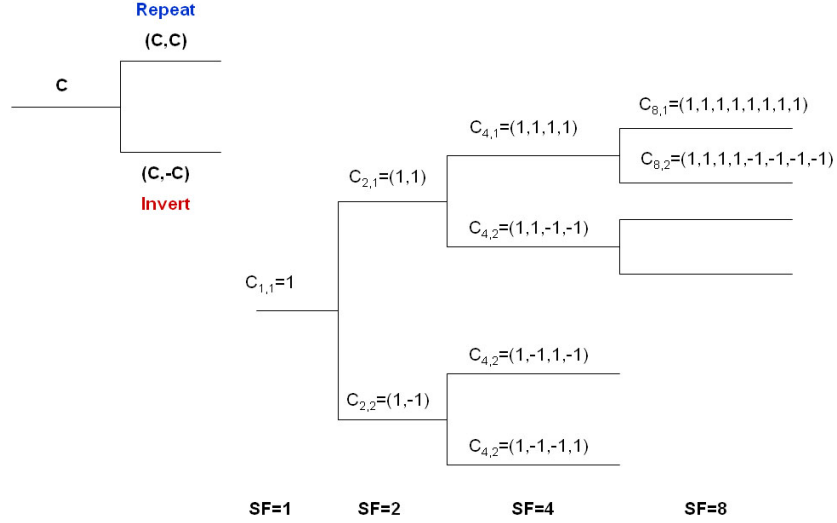 Repeat
(C,C)
C
(C,-C)
Invert
C8,1=(1,1,1,1,1,1,1,1)
C4,1=(1,1,1,1)
C8,2=(1,1,1,1,-1,-1,-1,-1)
C2,1=(1,1)
C4,2=(1,1,-1,-1)
C1,1=1
C4,2=(1,-1,1,-1)
C2,2=(1,-1)
C4,2=(1,-1,-1,1)
SF=1 SF=2 SF=4 SF=8